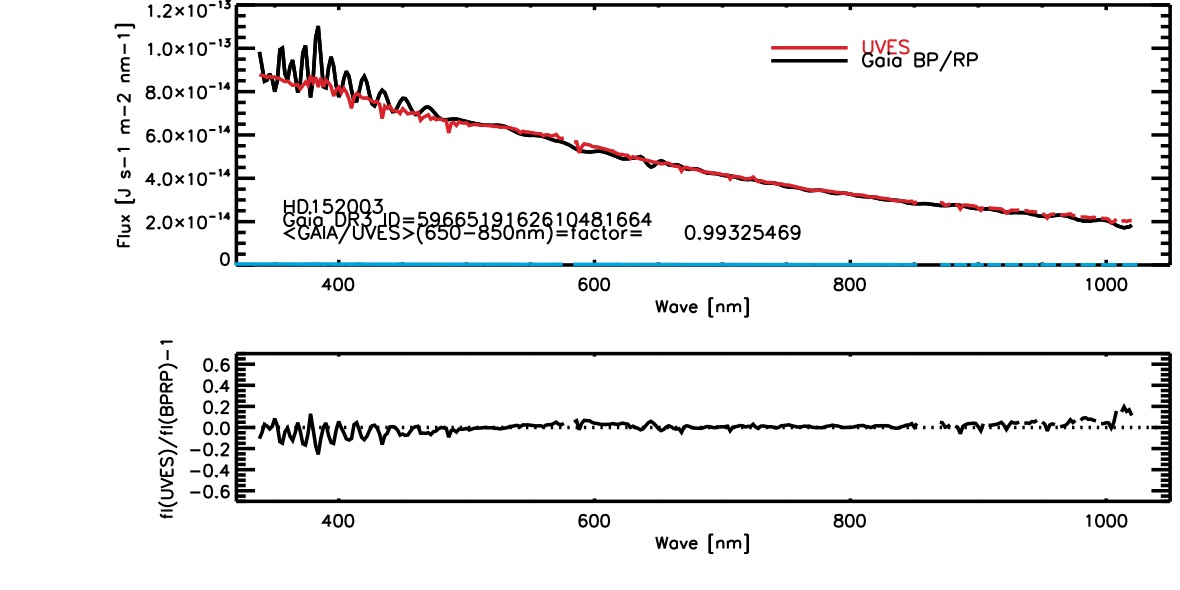 1.2×10⁻¹³
1.0×10⁻¹³
8.0×10⁻¹⁴
6.0×10⁻¹⁴
4.0×10⁻¹⁴
2.0×10⁻¹⁴
0
Flux [J s−1 m−2 nm−1]
UVES
Gaia BP/RP
HD152003
Gaia DR3 ID=5966519162610481664
<GAIA/UVES>(650−850nm)=factor= 0.99325469
400 600 800 1000
Wave [nm]
fl(UVES)/fl(BPRP)−1
0.6
0.4
0.2
0.0
−0.2
−0.4
−0.6
400 600 800 1000
Wave [nm]